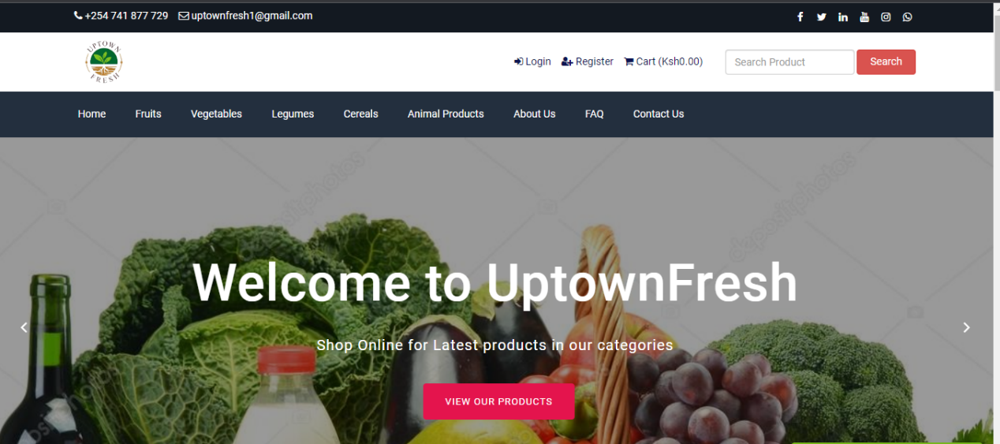 +254 741 877 729 uptownfresh1@gmail.com
UPTOWN
FRESH
Login Register Cart (Ksh0.00) Search Product Search
Home Fruits Vegetables Legumes Cereals Animal Products About Us FAQ Contact Us
depositphotos
depositphotos
Welcome to UptownFresh
Shop Online for Latest products in our categories
VIEW OUR PRODUCTS